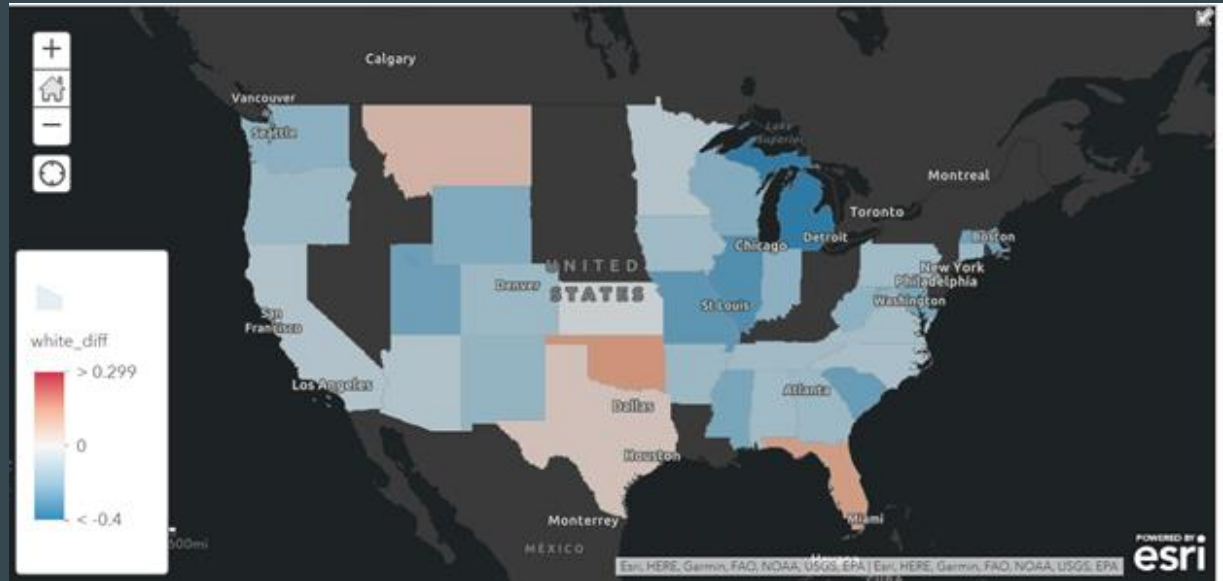 Calgary
Vancouver
Seattle
Lake
Superior
Montreal
Toronto
Chicago
Detroit
Boston
UNITED
STATES
Denver
New York
Philadelphia
Washington
St Louis
San
Francisco
white_diff
> 0.299
0
< -0.4
Los Angeles
Atlanta
Dallas
Houston
Miami
Monterrey
MÉXICO
500mi
Esri, HERE, Garmin, FAO, NOAA, USGS, EPA | Esri, HERE, Garmin, FAO, NOAA, USGS, EPA
POWERED BY
esri